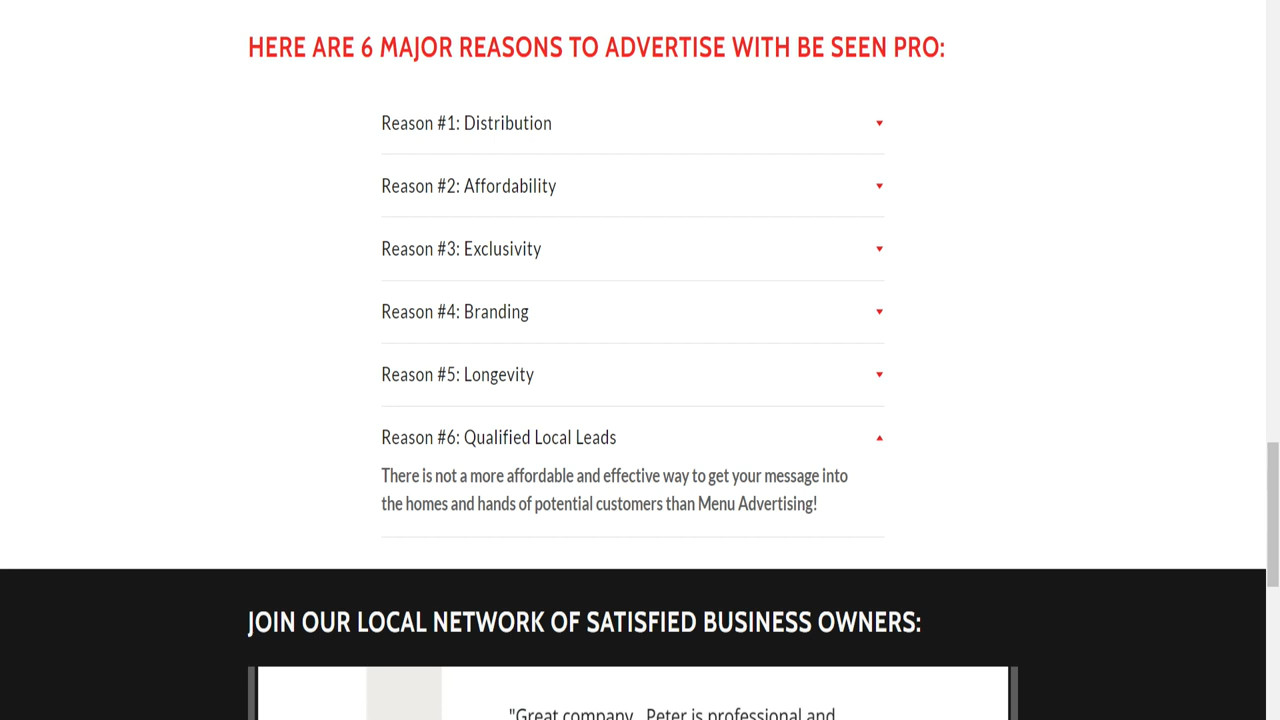 HERE ARE 6 MAJOR REASONS TO ADVERTISE WITH BE SEEN PRO:
Reason #1: Distribution
Reason #2: Affordability
Reason #3: Exclusivity
Reason #4: Branding
Reason #5: Longevity
Reason #6: Qualified Local Leads
There is not a more affordable and effective way to get your message into
the homes and hands of potential customers than Menu Advertising!
JOIN OUR LOCAL NETWORK OF SATISFIED BUSINESS OWNERS:
"Great company. Peter is professional and